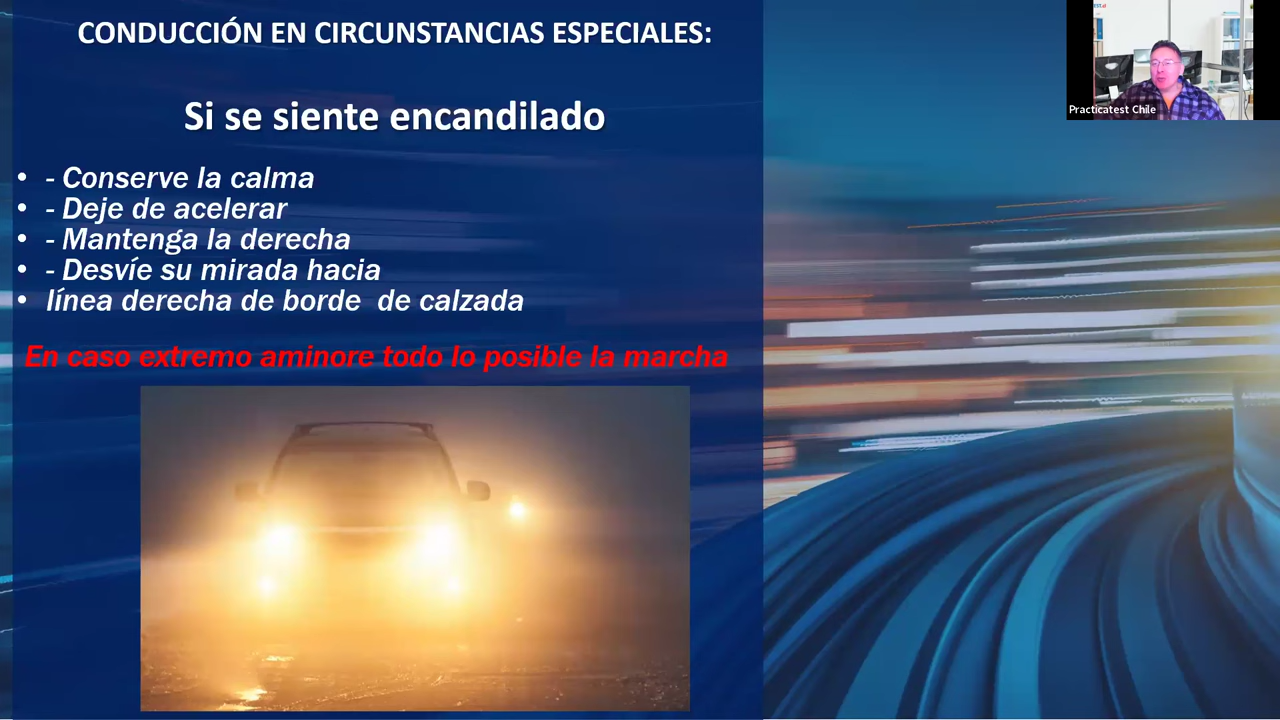 CONDUCCIÓN EN CIRCUNSTANCIAS ESPECIALES:
Si se siente encandilado
• - Conserve la calma
• - Deje de acelerar
• - Mantenga la derecha
• - Desvíe su mirada hacia
• línea derecha de borde de calzada
En caso extremo aminore todo lo posible la marcha
Practicatest Chile